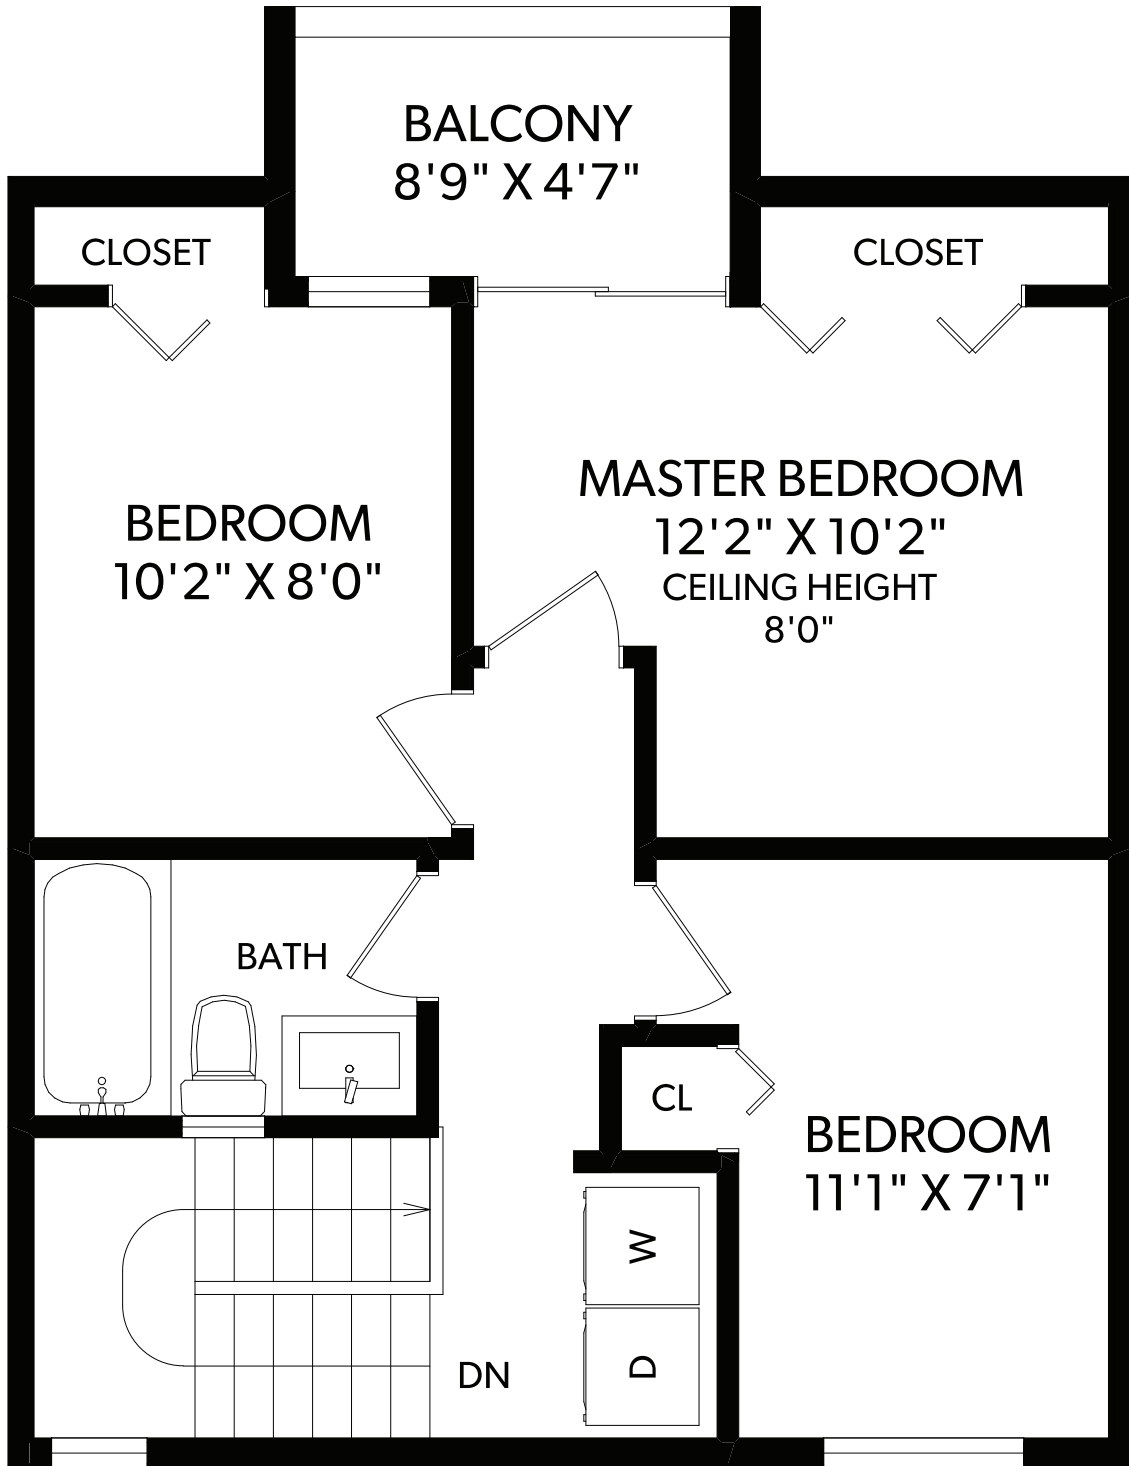 BALCONY
8'9" X 4'7"
CLOSET
CLOSET
MASTER BEDROOM
12'2" X 10'2"
CEILING HEIGHT
8'0"
BEDROOM
10'2" X 8'0"
BATH
CL
BEDROOM
11'1" X 7'1"
W
D
DN